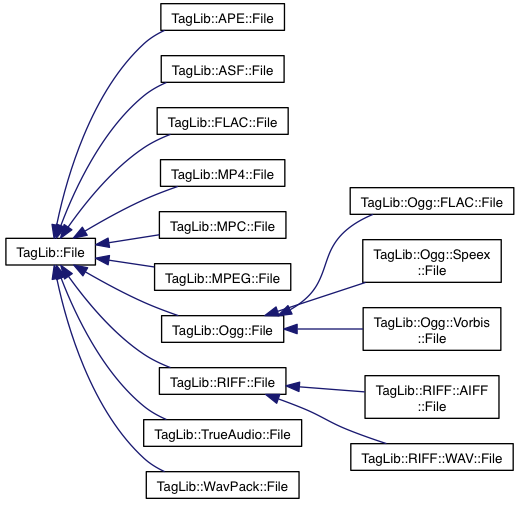 TagLib::APE::File
TagLib::ASF::File
TagLib::FLAC::File
TagLib::MP4::File
TagLib::Ogg::FLAC::File
TagLib::MPC::File
TagLib::File
TagLib::Ogg::Speex
::File
TagLib::MPEG::File
TagLib::Ogg::File
TagLib::Ogg::Vorbis
::File
TagLib::RIFF::File
TagLib::RIFF::AIFF
::File
TagLib::TrueAudio::File
TagLib::RIFF::WAV::File
TagLib::WavPack::File